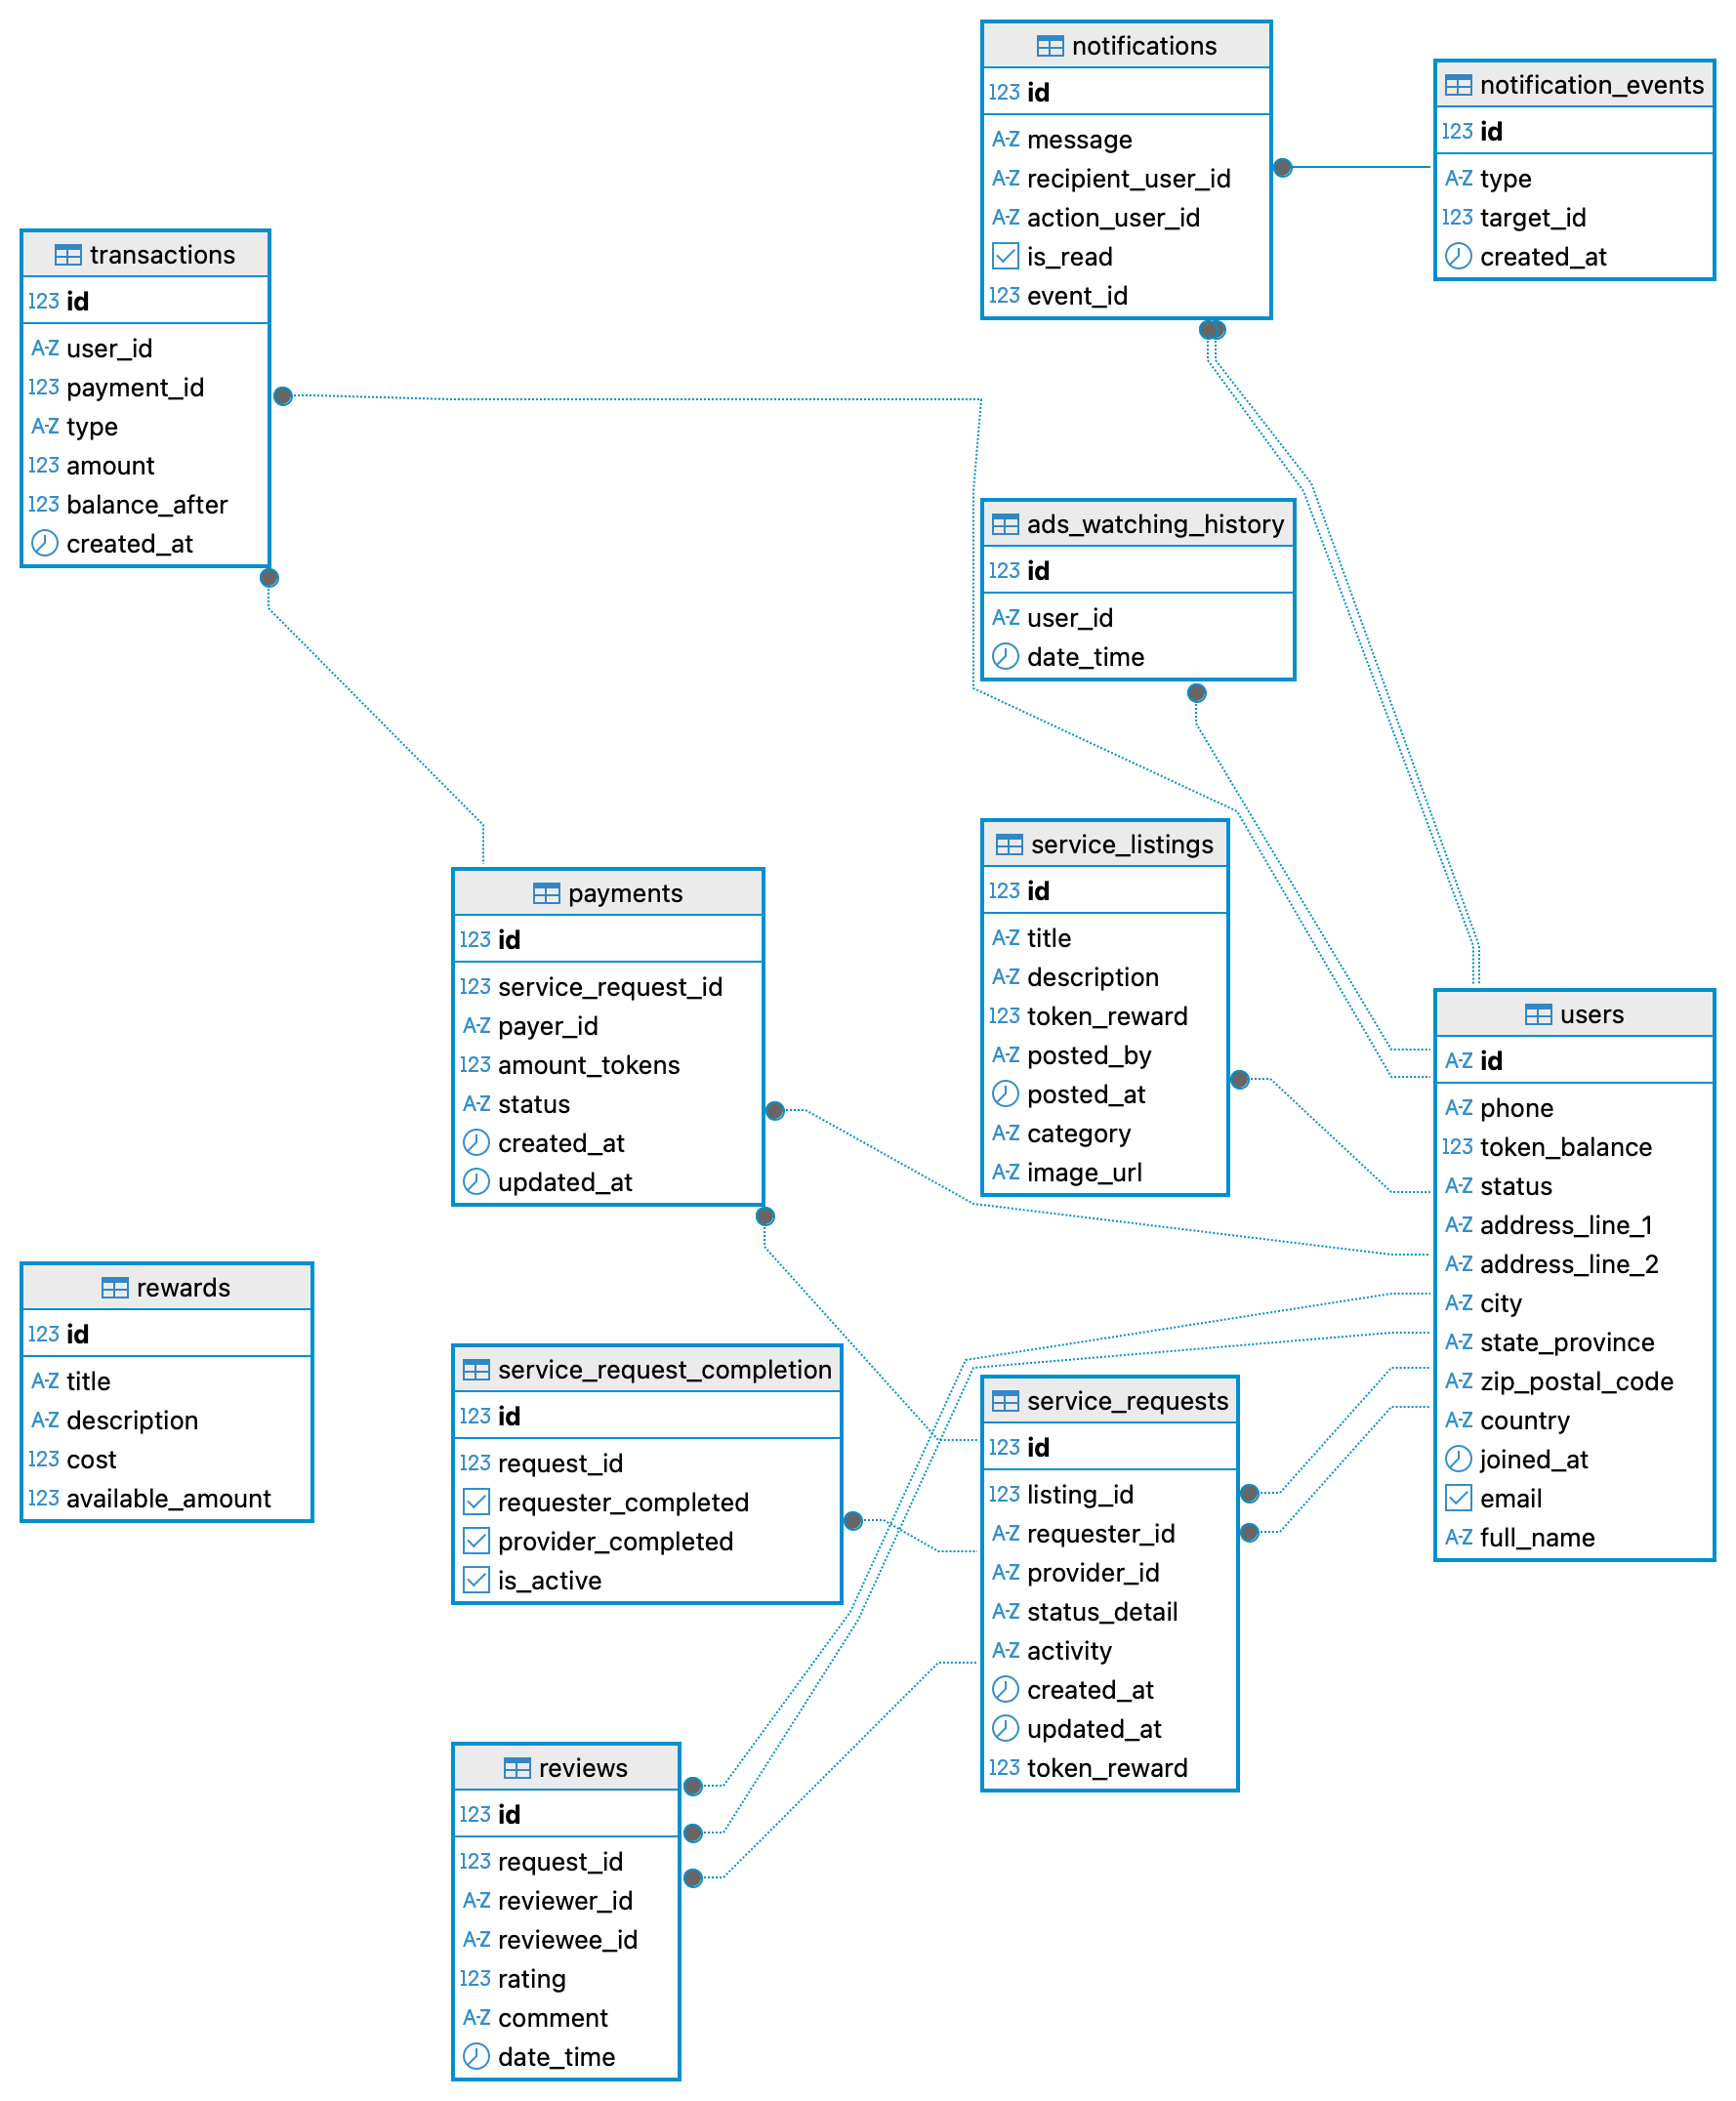 notifications
123 id
A-Z message
A-Z recipient_user_id
A-Z action_user_id
is_read
123 event_id
notification_events
123 id
A-Z type
123 target_id
created_at
transactions
123 id
A-Z user_id
123 payment_id
A-Z type
123 amount
123 balance_after
created_at
ads_watching_history
123 id
A-Z user_id
date_time
service_listings
123 id
A-Z title
A-Z description
123 token_reward
A-Z posted_by
posted_at
A-Z category
A-Z image_url
payments
123 id
123 service_request_id
A-Z payer_id
123 amount_tokens
A-Z status
created_at
updated_at
users
A-Z id
A-Z phone
123 token_balance
A-Z status
A-Z address_line_1
A-Z address_line_2
A-Z city
A-Z state_province
A-Z zip_postal_code
A-Z country
joined_at
email
A-Z full_name
rewards
123 id
A-Z title
A-Z description
123 cost
123 available_amount
service_request_completion
123 id
123 request_id
requester_completed
provider_completed
is_active
service_requests
123 id
123 listing_id
A-Z requester_id
A-Z provider_id
A-Z status_detail
A-Z activity
created_at
updated_at
123 token_reward
reviews
123 id
123 request_id
A-Z reviewer_id
A-Z reviewee_id
123 rating
A-Z comment
date_time